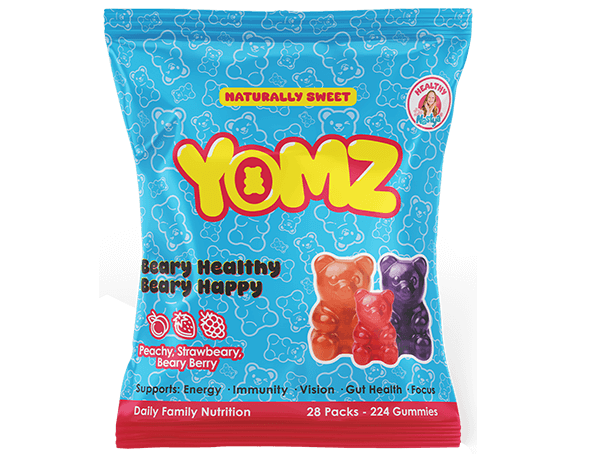 NATURALLY SWEET
HEALTHY
YOMZ
Beary Healthy
Beary Happy
Peachy, Strawbeary,
Beary Berry
Supports: Energy · Immunity · Vision · Gut Health · Focus
Daily Family Nutrition
28 Packs - 224 Gummies